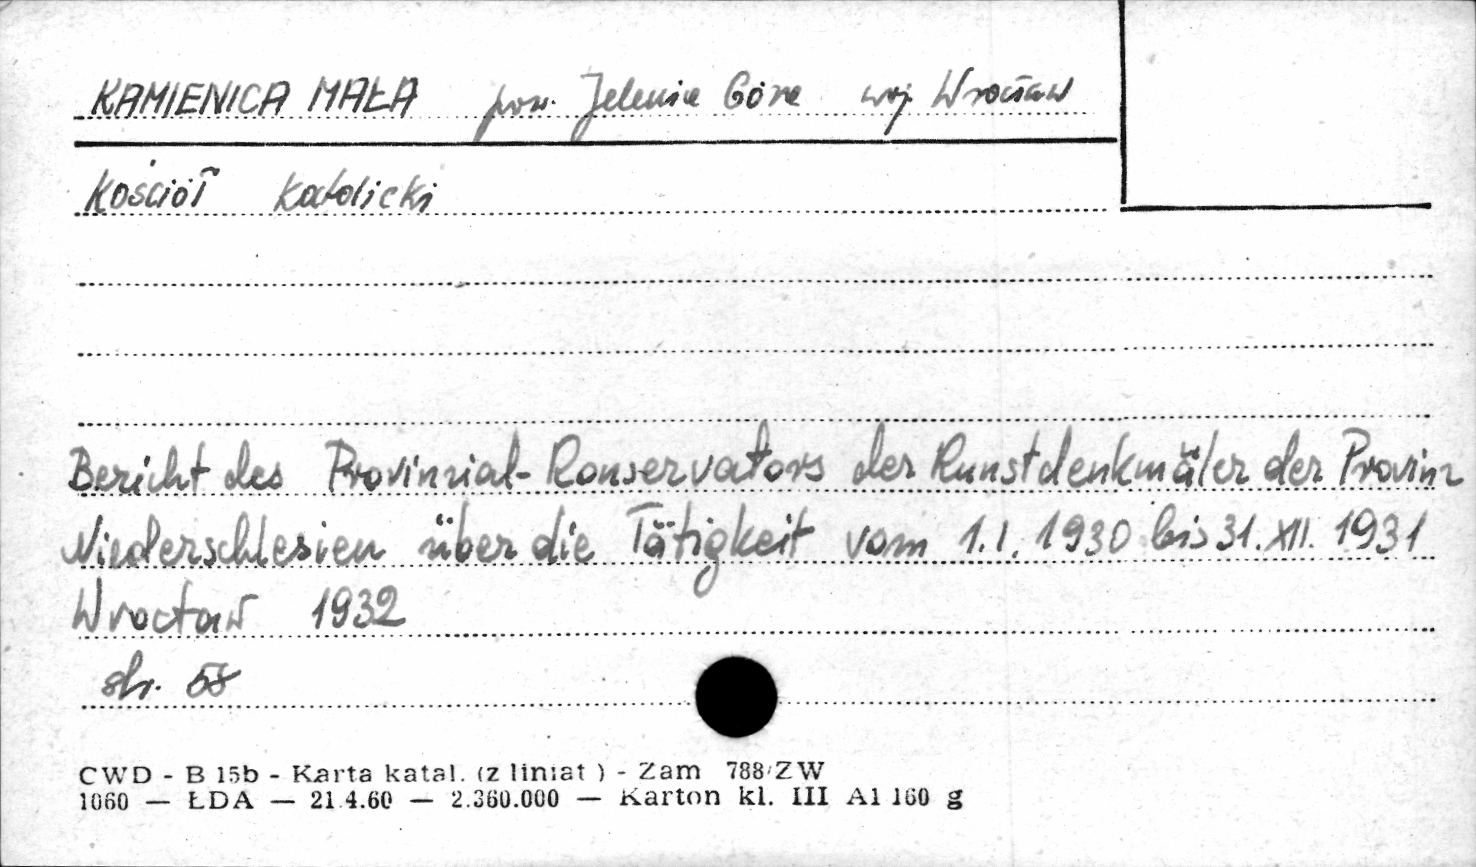 KAMIENICA MAŁA pow. Jelenia Góra woj. Wrocław
Kościół katolicki
Bericht des Provinzial-Konservators der Kunstdenkmäler der Provinz
Niederschlesien über die Tätigkeit vom 1.I.1930 bis 31.XII.1931
Wrocław 1932
str. 58
CWD - B 15b - Karta katal. (z liniat ) - Zam 788/ZW
1060 — ŁDA — 21.4.60 — 2.360.000 — Karton kl. III A1 160 g